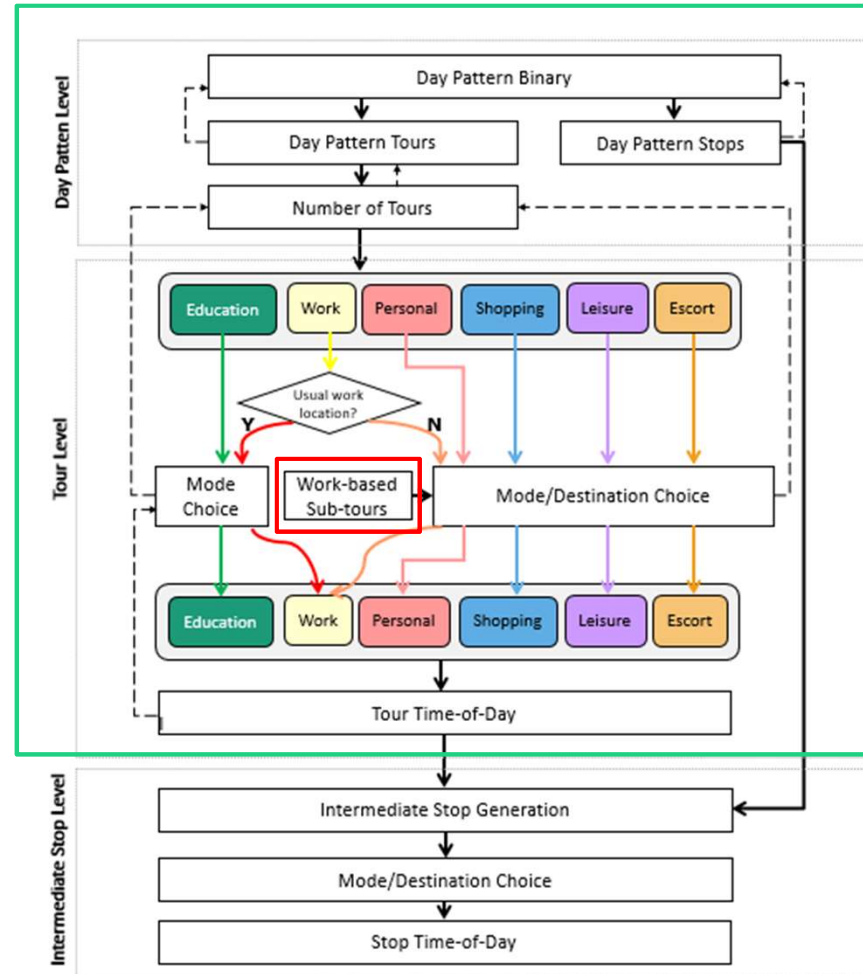 Day Patten Level
Day Pattern Binary
Day Pattern Tours
Day Pattern Stops
Number of Tours
Tour Level
Education
Work
Personal
Shopping
Leisure
Escort
Usual work
location?
Y
N
Mode
Choice
Work-based
Sub-tours
Mode/Destination Choice
Education
Work
Personal
Shopping
Leisure
Escort
Tour Time-of-Day
Intermediate Stop Level
Intermediate Stop Generation
Mode/Destination Choice
Stop Time-of-Day